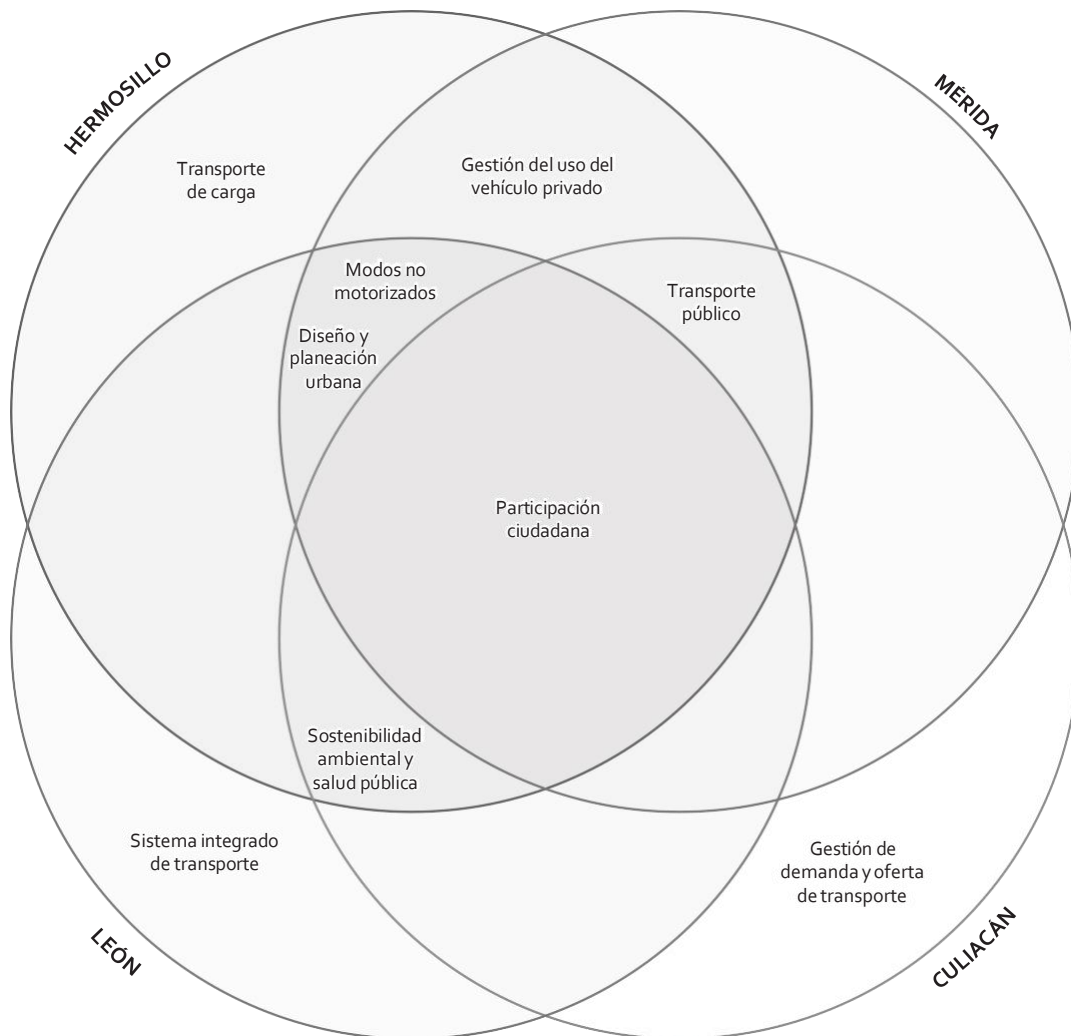 HERMOSILLO
MÉRIDA
Transporte
de carga
Gestión del uso del
vehículo privado
Modos no
motorizados
Transporte
público
Diseño y
planeación
urbana
Participación
ciudadana
Sostenibilidad
ambiental y
salud pública
Sistema integrado
de transporte
Gestión de
demanda y oferta
de transporte
LEÓN
CULIACÁN